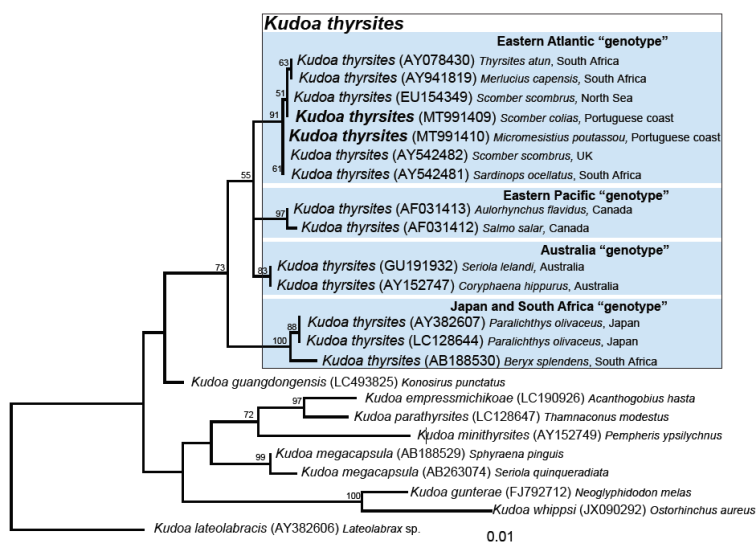 Kudoa thyrsites
Eastern Atlantic “genotype”
63
Kudoa thyrsites (AY078430) Thyrsites atun, South Africa
Kudoa thyrsites (AY941819) Merlucius capensis, South Africa
51
Kudoa thyrsites (EU154349) Scomber scombrus, North Sea
91
Kudoa thyrsites (MT991409) Scomber colias, Portuguese coast
Kudoa thyrsites (MT991410) Micromesistius poutassou, Portuguese coast
Kudoa thyrsites (AY542482) Scomber scombrus, UK
61
Kudoa thyrsites (AY542481) Sardinops ocellatus, South Africa
55
Eastern Pacific “genotype”
97
Kudoa thyrsites (AF031413) Aulorhynchus flavidus, Canada
Kudoa thyrsites (AF031412) Salmo salar, Canada
Australia “genotype”
73
83
Kudoa thyrsites (GU191932) Seriola lelandi, Australia
Kudoa thyrsites (AY152747) Coryphaena hippurus, Australia
Japan and South Africa “genotype”
88
Kudoa thyrsites (AY382607) Paralichthys olivaceus, Japan
100
Kudoa thyrsites (LC128644) Paralichthys olivaceus, Japan
Kudoa thyrsites (AB188530) Beryx splendens, South Africa
Kudoa guangdongensis (LC493825) Konosirus punctatus
97
Kudoa empressmichikoae (LC190926) Acanthogobius hasta
72
Kudoa parathyrsites (LC128647) Thamnaconus modestus
Kudoa minithyrsites (AY152749) Pempheris ypsilychnus
99
Kudoa megacapsula (AB188529) Sphyraena pinguis
Kudoa megacapsula (AB263074) Seriola quinqueradiata
100
Kudoa gunterae (FJ792712) Neoglyphidodon melas
Kudoa whippsi (JX090292) Ostorhinchus aureus
Kudoa lateolabracis (AY382606) Lateolabrax sp.
0.01